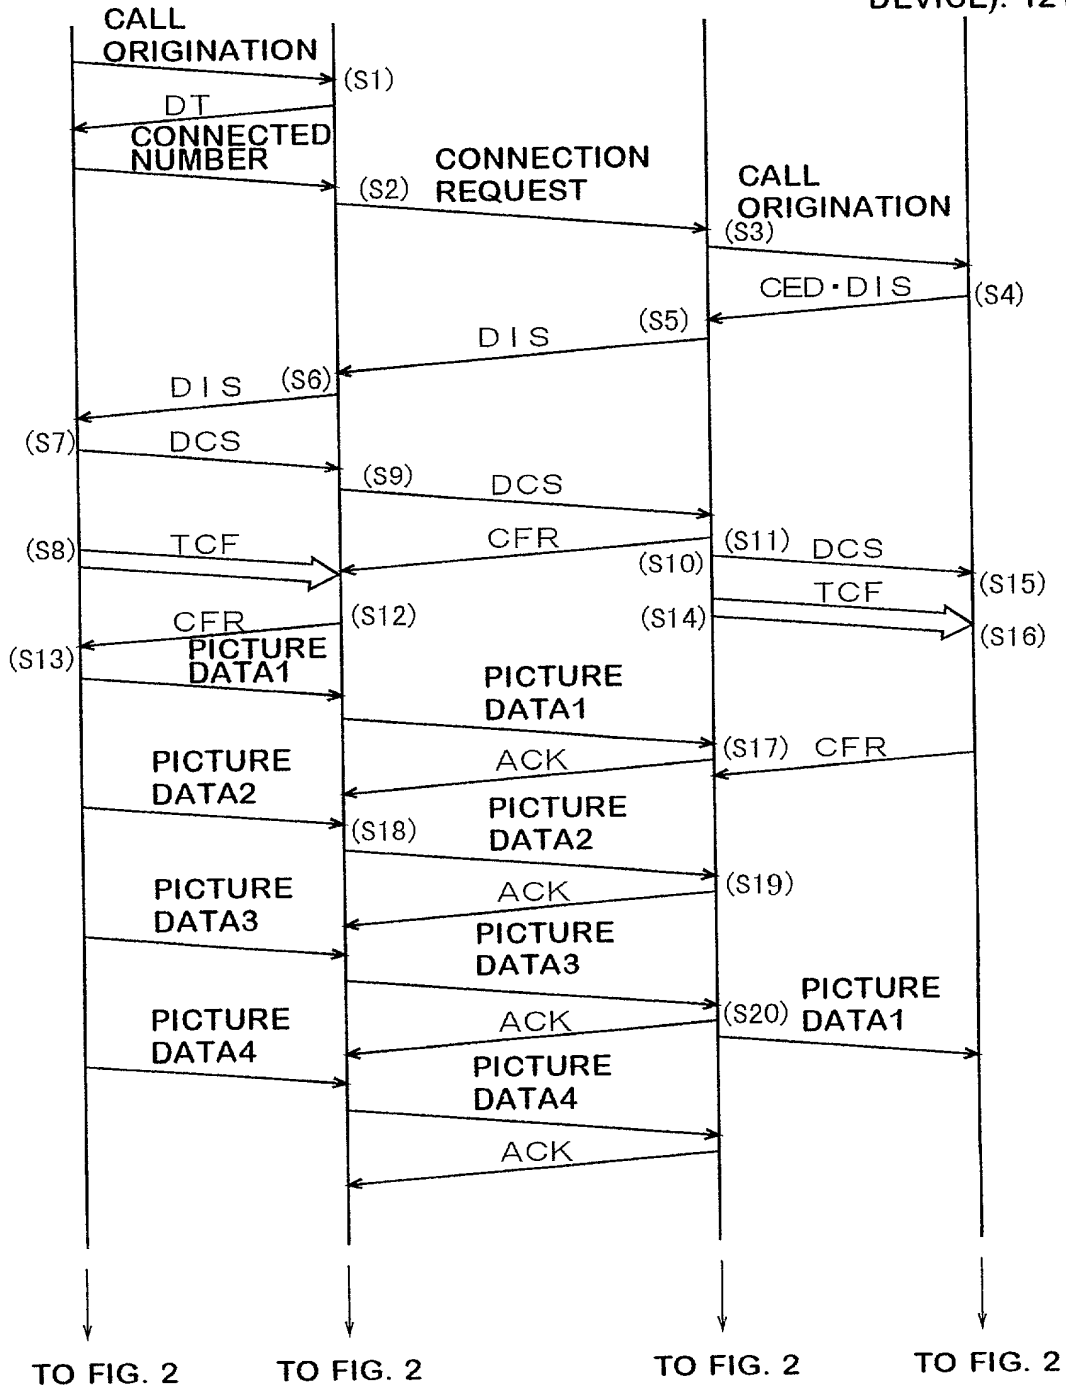 DEVICE). 121
CALL
ORIGINATION
(S1)
DT
CONNECTED
NUMBER
(S2)
CONNECTION
REQUEST
CALL
ORIGINATION
(S3)
CED・DIS
(S4)
(S5)
DIS
(S6)
DIS
(S7)
DCS
(S9)
DCS
(S8)
TCF
CFR
(S10)
(S11)
DCS
(S15)
TCF
(S12)
CFR
(S14)
(S16)
(S13)
PICTURE
DATA1
PICTURE
DATA1
(S17)
CFR
ACK
PICTURE
DATA2
(S18)
PICTURE
DATA2
(S19)
ACK
PICTURE
DATA3
PICTURE
DATA3
(S20)
PICTURE
DATA1
ACK
PICTURE
DATA4
PICTURE
DATA4
ACK
TO FIG. 2
TO FIG. 2
TO FIG. 2
TO FIG. 2